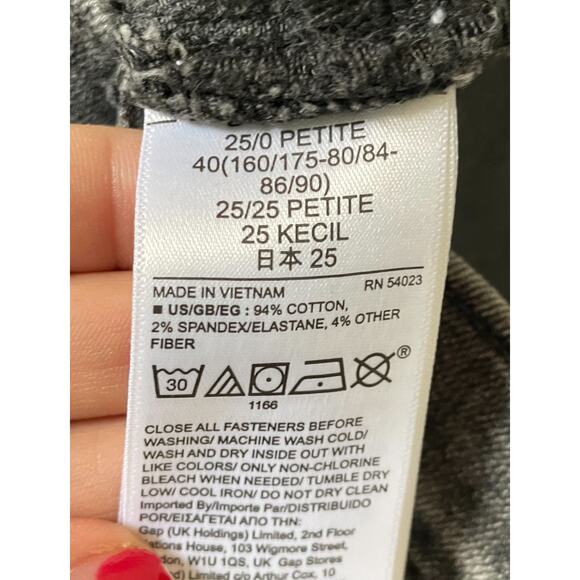 25/0 PETITE
40(160/175-80/84-
86/90)
25/25 PETITE
25 KECIL
日本 25
MADE IN VIETNAM RN 54023
■ US/GB/EG : 94% COTTON,
2% SPANDEX/ELASTANE, 4% OTHER
FIBER
30
®
1166
CLOSE ALL FASTENERS BEFORE
WASHING/ MACHINE WASH COLD/
WASH AND DRY INSIDE OUT WITH
LIKE COLORS/ ONLY NON-CHLORINE
BLEACH WHEN NEEDED/ TUMBLE DRY
LOW/ COOL IRON/ DO NOT DRY CLEAN
Imported By/Importe Par/DISTRIBUIDO
POR/ΕΙΣΑΓΕΤΑΙ ΑΠΟ ΤΗΝ:
Gap (UK Holdings) Limited, 2nd Floor
House, 103 Wigmore Street,
W1U 1QS, UK Gap Stores
Limited c/o Arthur Cox, 10